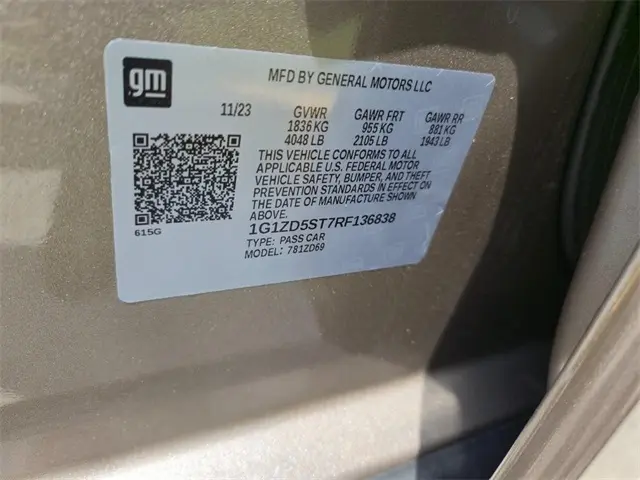 gm
MFD BY GENERAL MOTORS LLC
11/23 GVWR GAWR FRT GAWR RR
1836 KG 955 KG 881 KG
4048 LB 2105 LB 1943 LB
THIS VEHICLE CONFORMS TO ALL
APPLICABLE U.S. FEDERAL MOTOR
VEHICLE SAFETY, BUMPER, AND THEFT
PREVENTION STANDARDS IN EFFECT ON
THE DATE OF MANUFACTURE SHOWN
ABOVE.
615G
1G1ZD5ST7RF136838
TYPE: PASS CAR
MODEL: 781ZD69